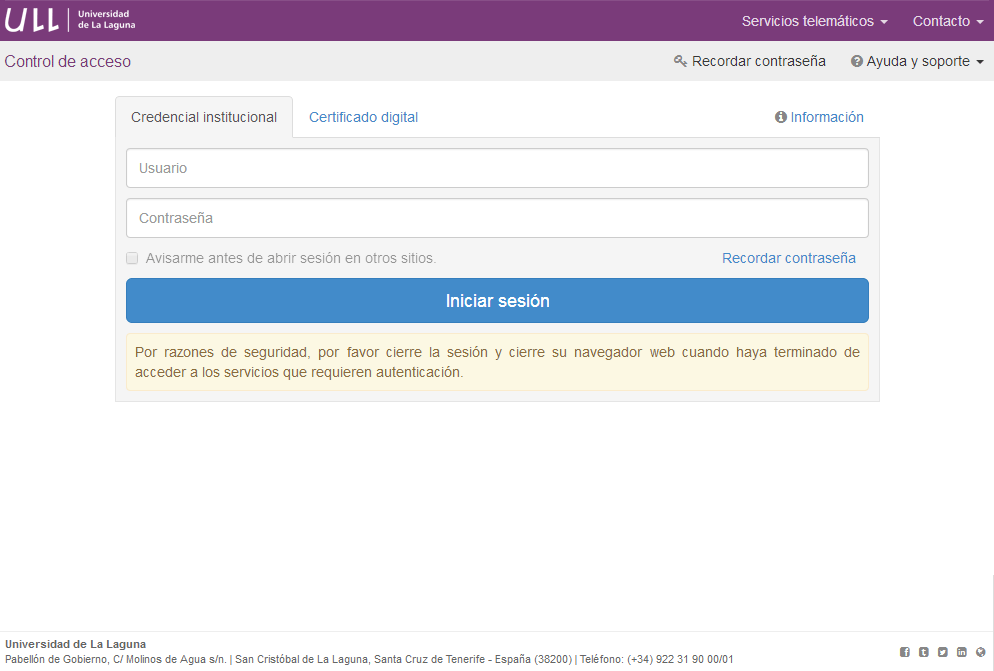 ULL Universidad
de La Laguna
Servicios telemáticos Contacto
Control de acceso
Recordar contraseña Ayuda y soporte
Credencial institucional Certificado digital Información
Usuario
Contraseña
Avisarme antes de abrir sesión en otros sitios. Recordar contraseña
Iniciar sesión
Por razones de seguridad, por favor cierre la sesión y cierre su navegador web cuando haya terminado de
acceder a los servicios que requieren autenticación.
Universidad de La Laguna
Pabellón de Gobierno, C/ Molinos de Agua s/n. | San Cristóbal de La Laguna, Santa Cruz de Tenerife - España (38200) | Teléfono: (+34) 922 31 90 00/01